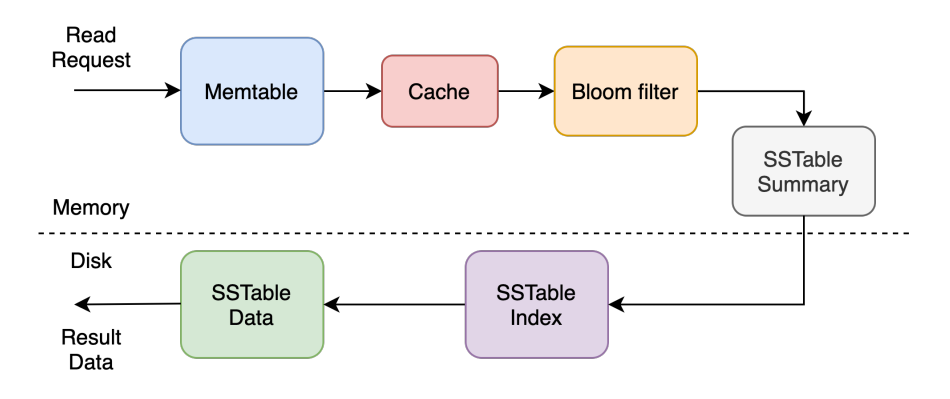 Read
Request
Memtable
Cache
Bloom filter
SSTable
Summary
Memory
Disk
SSTable
Index
SSTable
Data
Result
Data